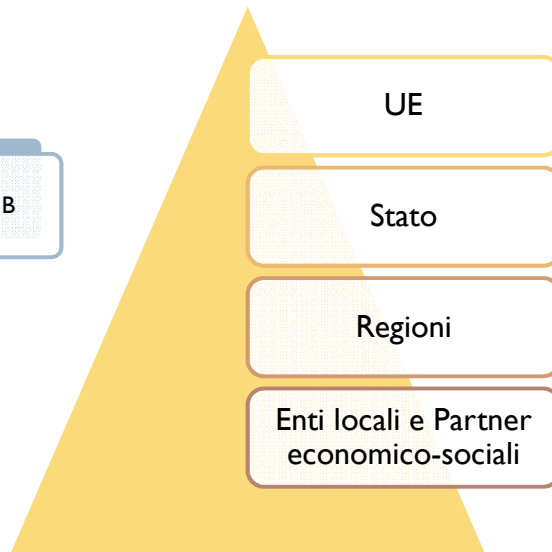 UE
B
Stato
Regioni
Enti locali e Partner
economico-sociali